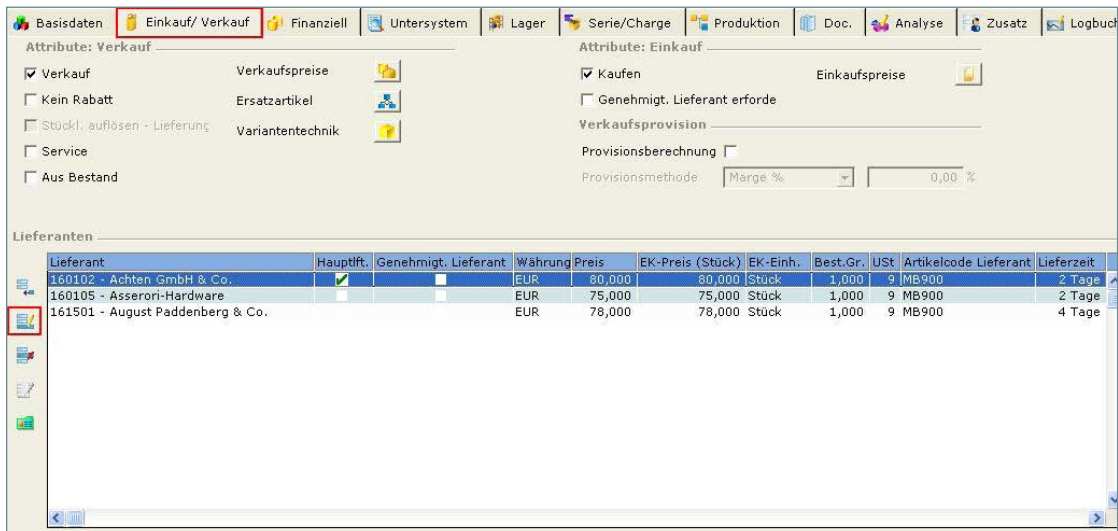 Basisdaten Einkauf/ Verkauf Finanziell Untersystem Lager Serie/Charge Produktion Doc. Analyse Zusatz Logbuch
Attribute: Verkauf
Verkauf Verkaufspreise
Kein Rabatt Ersatzartikel
Stückl. auflösen - Lieferung Variantentechnik
Service
Aus Bestand
Attribute: Einkauf
Kaufen Einkaufspreise
Genehmigt. Lieferant erforde
Verkaufsprovision
Provisionsberechnung
Provisionsmethode Marge % 0,00 %
Lieferanten
Lieferant Hauptlft. Genehmigt. Lieferant Währung Preis EK-Preis (Stück) EK-Einh. Best.Gr. USt Artikelcode Lieferant Lieferzeit
160102 - Achten GmbH & Co. EUR 80,000 80,000 Stück 1,000 9 MB900 2 Tage
160105 - Asserori-Hardware EUR 75,000 75,000 Stück 1,000 9 MB900 2 Tage
161501 - August Paddenberg & Co. EUR 78,000 78,000 Stück 1,000 9 MB900 4 Tage